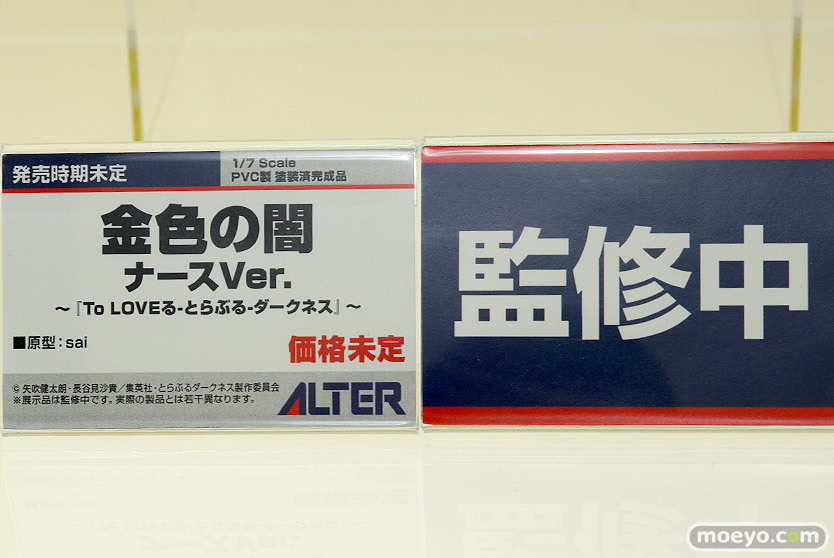 発売時期未定
1/7 Scale
PVC製 塗装済完成品
金色の闇
ナースVer.
～『To LOVEる-とらぶる-ダークネス』～
■原型:sai
価格未定
© 矢吹健太朗・長谷見沙貴／集英社・とらぶるダークネス製作委員会
※展示品は監修中です。実際の製品とは若干異なります。
ALTER
監修中
moeyo.com